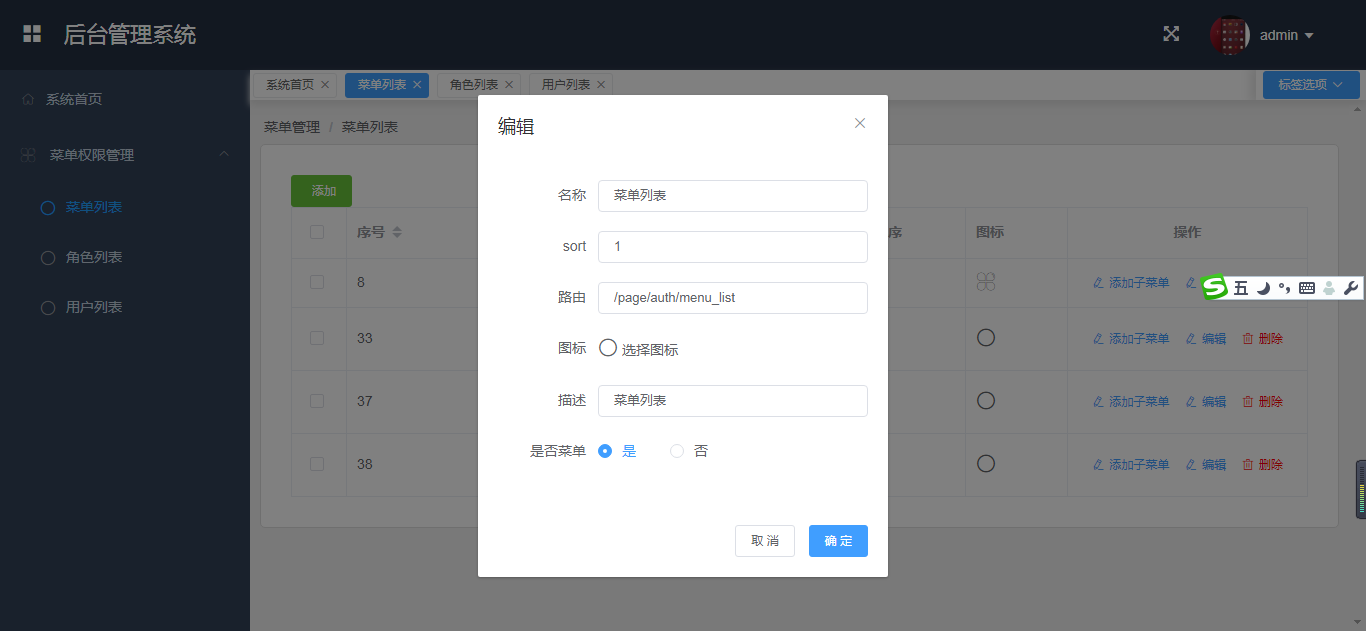 后台管理系统
admin
系统首页
菜单权限管理
菜单列表
角色列表
用户列表
系统首页 菜单列表 角色列表 用户列表 标签选项
菜单管理 / 菜单列表
添加
序号 序 图标 操作
8 添加子菜单
33 添加子菜单 编辑 删除
37 添加子菜单 编辑 删除
38 添加子菜单 编辑 删除
编辑
名称 菜单列表
sort 1
路由 /page/auth/menu_list
图标 选择图标
描述 菜单列表
是否菜单 是 否
取消 确定
S 五